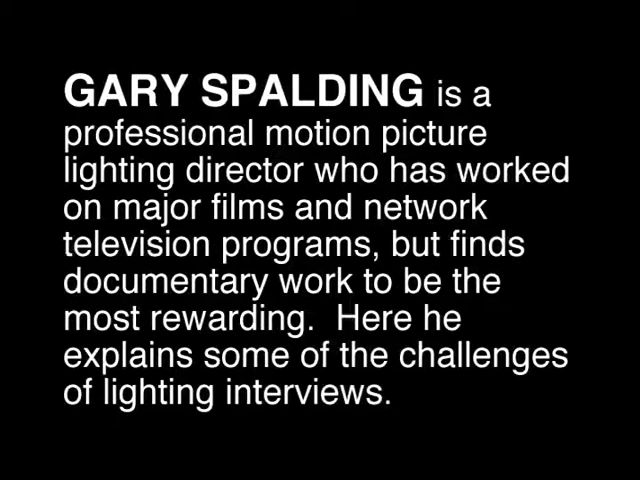 GARY SPALDING is a
professional motion picture
lighting director who has worked
on major films and network
television programs, but finds
documentary work to be the
most rewarding.  Here he
explains some of the challenges
of lighting interviews.